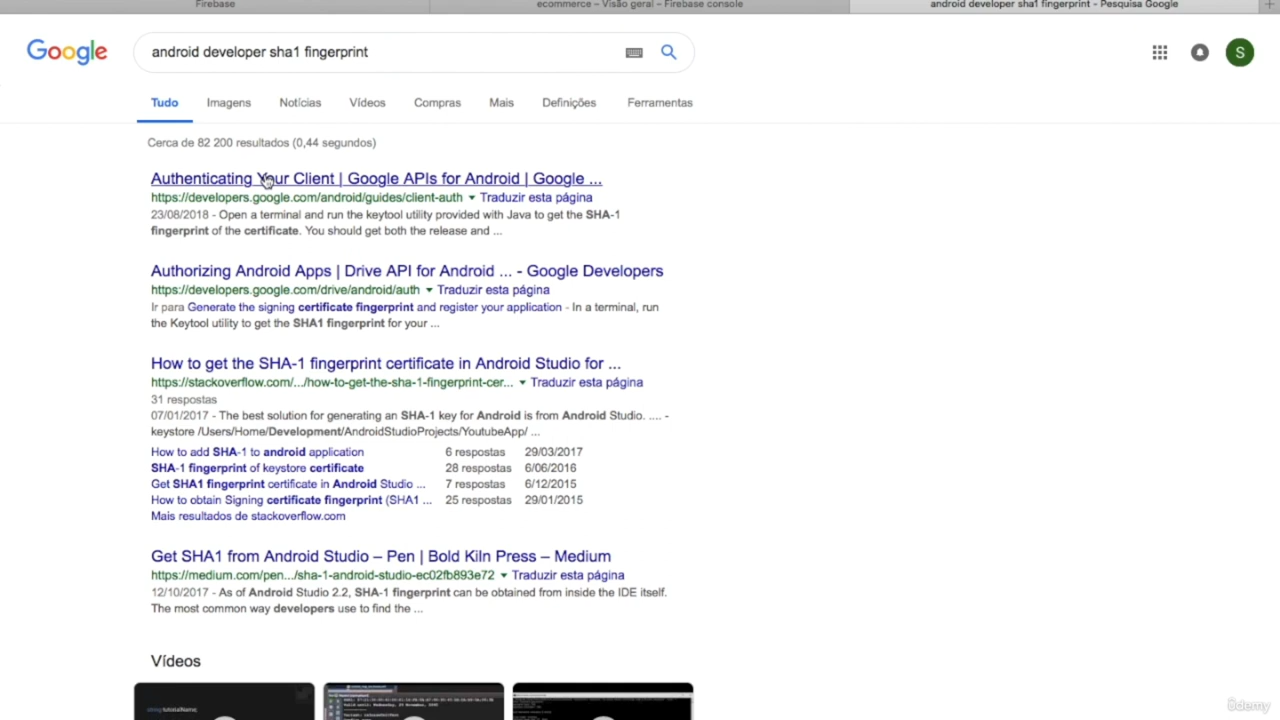 Firebase
ecommerce – Visão geral – Firebase console
android developer sha1 fingerprint - Pesquisa Google
Google
android developer sha1 fingerprint
S
Tudo Imagens Notícias Vídeos Compras Mais Definições Ferramentas
Cerca de 82 200 resultados (0,44 segundos)
Authenticating Your Client | Google APIs for Android | Google ...
https://developers.google.com/android/guides/client-auth Traduzir esta página
23/08/2018 - Open a terminal and run the keytool utility provided with Java to get the SHA-1
fingerprint of the certificate. You should get both the release and ...
Authorizing Android Apps | Drive API for Android ... - Google Developers
https://developers.google.com/drive/android/auth Traduzir esta página
Ir para Generate the signing certificate fingerprint and register your application - In a terminal, run
the Keytool utility to get the SHA1 fingerprint for your ...
How to get the SHA-1 fingerprint certificate in Android Studio for ...
https://stackoverflow.com/.../how-to-get-the-sha-1-fingerprint-cer... Traduzir esta página
31 respostas
07/01/2017 - The best solution for generating an SHA-1 key for Android is from Android Studio. .... -
keystore /Users/Home/Development/AndroidStudioProjects/YoutubeApp/ ...
How to add SHA-1 to android application 6 respostas 29/03/2017
SHA-1 fingerprint of keystore certificate 28 respostas 6/06/2016
Get SHA1 fingerprint certificate in Android Studio ... 7 respostas 6/12/2015
How to obtain Signing certificate fingerprint (SHA1 ... 25 respostas 29/01/2015
Mais resultados de stackoverflow.com
Get SHA1 from Android Studio – Pen | Bold Kiln Press – Medium
https://medium.com/pen.../sha-1-android-studio-ec02fb893e72 Traduzir esta página
12/10/2017 - As of Android Studio 2.2, SHA-1 fingerprint can be obtained from inside the IDE itself.
The most common way developers use to find the ...
Vídeos
ûdemy